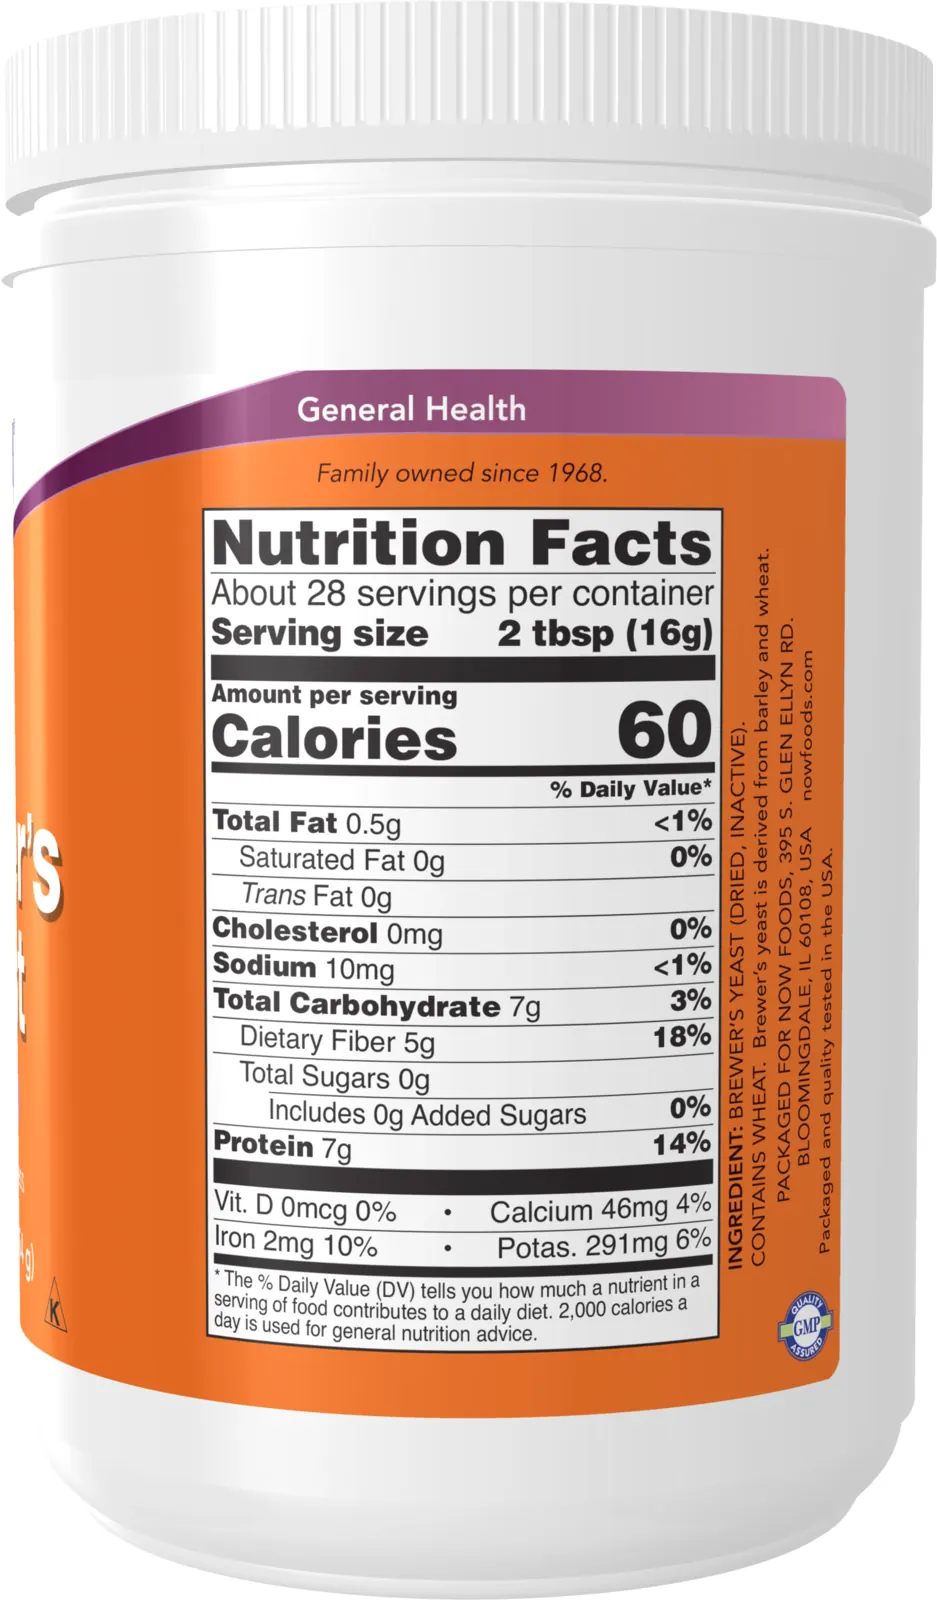 General Health
Family owned since 1968.
Nutrition Facts
About 28 servings per container
Serving size 2 tbsp (16g)
Amount per serving
Calories 60
% Daily Value*
Total Fat 0.5g <1%
Saturated Fat 0g 0%
Trans Fat 0g
Cholesterol 0mg 0%
Sodium 10mg <1%
Total Carbohydrate 7g 3%
Dietary Fiber 5g 18%
Total Sugars 0g
Includes 0g Added Sugars 0%
Protein 7g 14%
Vit. D 0mcg 0% • Calcium 46mg 4%
Iron 2mg 10% • Potas. 291mg 6%
* The % Daily Value (DV) tells you how much a nutrient in a
serving of food contributes to a daily diet. 2,000 calories a
day is used for general nutrition advice.
INGREDIENT: BREWER'S YEAST (DRIED, INACTIVE).
CONTAINS WHEAT. Brewer's yeast is derived from barley and wheat.
PACKAGED FOR NOW FOODS, 395 S. GLEN ELLYN RD.
BLOOMINGDALE, IL 60108, USA nowfoods.com
Packaged and quality tested in the USA.
QUALITY
GMP
ASSURED
K